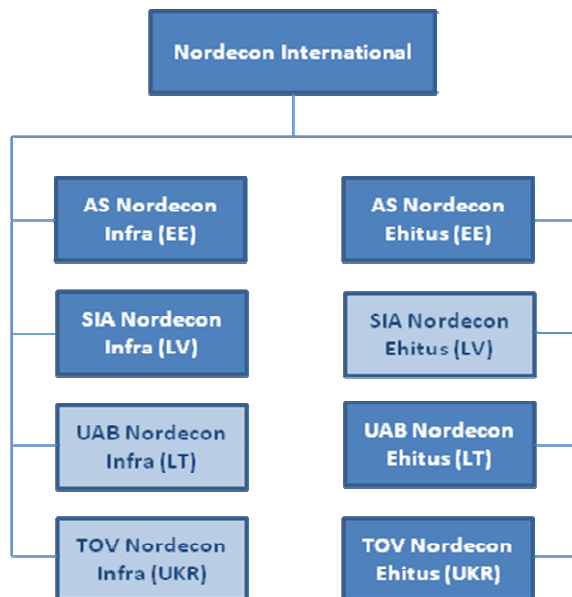 Nordecon International
AS Nordecon
Infra (EE)
AS Nordecon
Ehitus (EE)
SIA Nordecon
Infra (LV)
SIA Nordecon
Ehitus (LV)
UAB Nordecon
Infra (LT)
UAB Nordecon
Ehitus (LT)
TOV Nordecon
Infra (UKR)
TOV Nordecon
Ehitus (UKR)